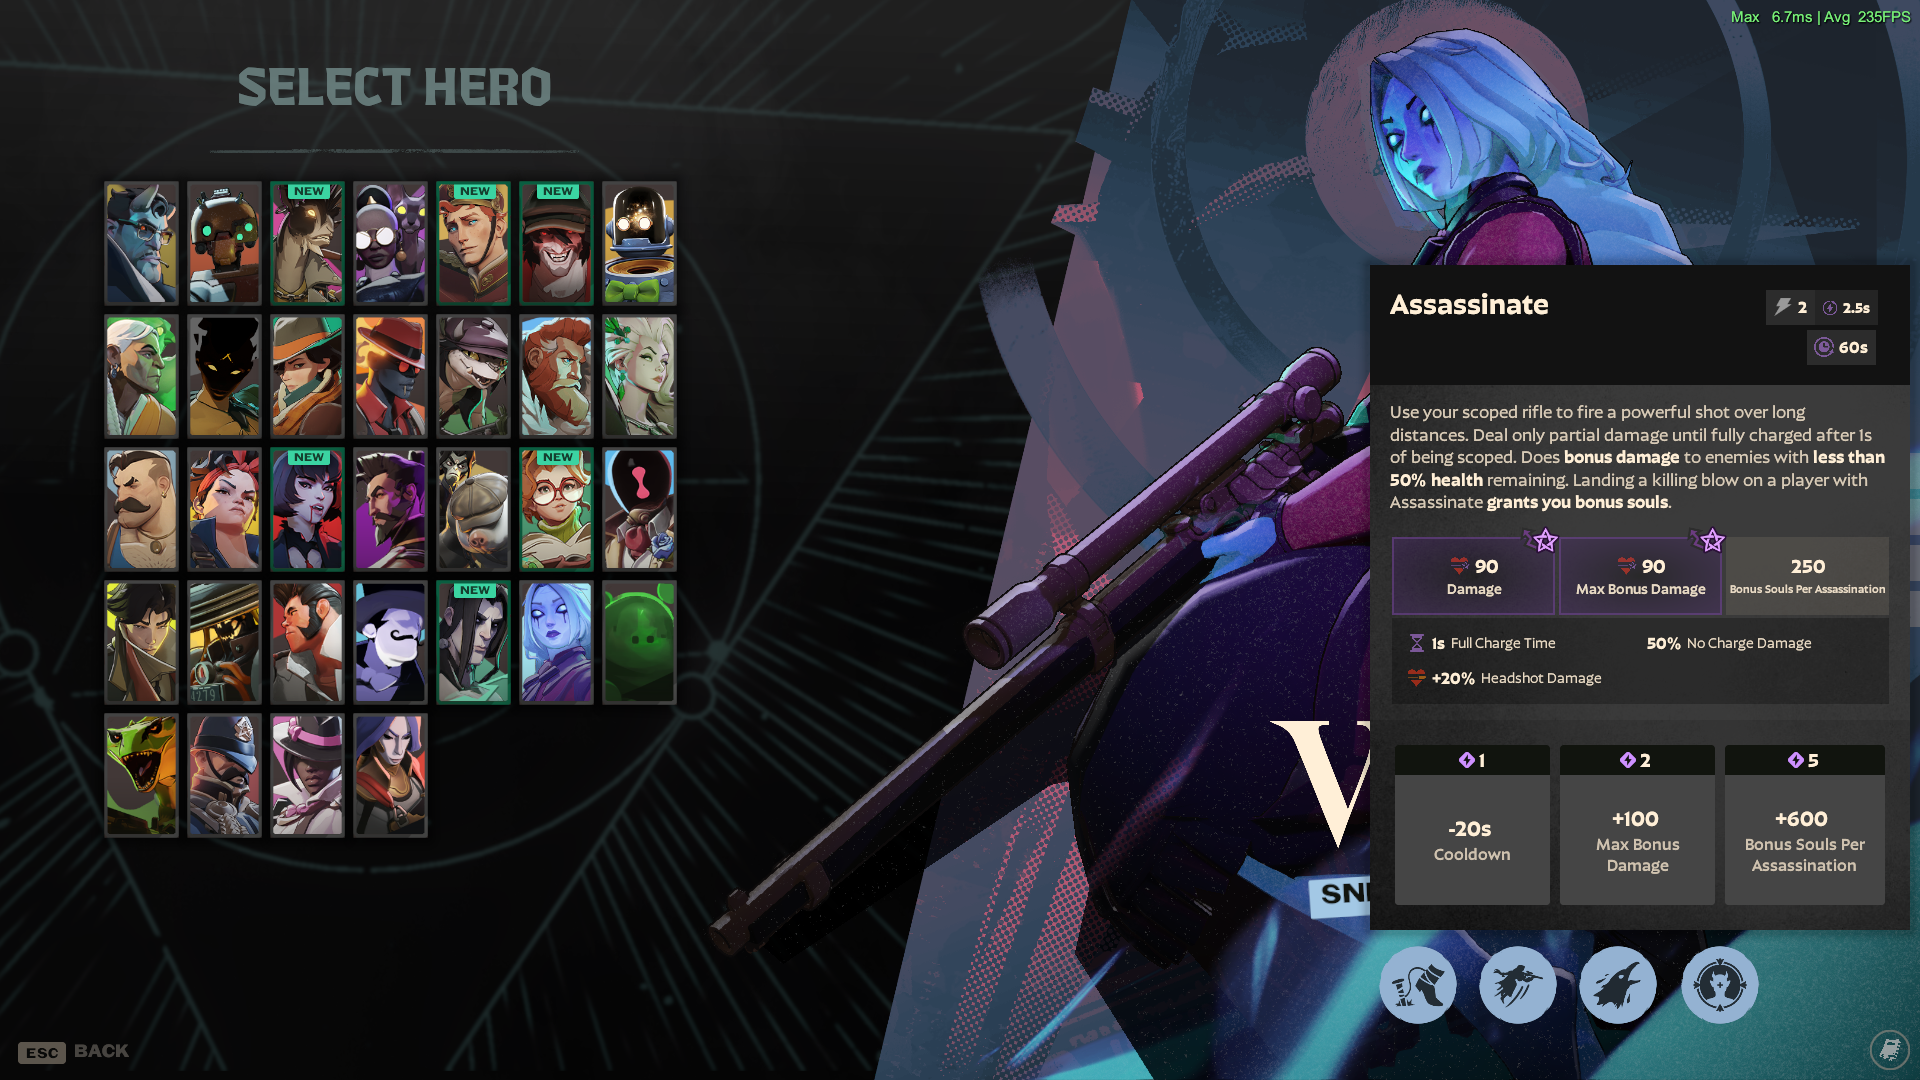 Max 6.7ms | Avg 235FPS
SELECT HERO
NEW
NEW
NEW
NEW
NEW
NEW
1279
Assassinate
2
2.5s
60s
Use your scoped rifle to fire a powerful shot over long
distances. Deal only partial damage until fully charged after 1s
of being scoped. Does bonus damage to enemies with less than
50% health remaining. Landing a killing blow on a player with
Assassinate grants you bonus souls.
90
Damage
90
Max Bonus Damage
250
Bonus Souls Per Assassination
1s Full Charge Time
50% No Charge Damage
+20% Headshot Damage
1
-20s
Cooldown
2
+100
Max Bonus
Damage
5
+600
Bonus Souls Per
Assassination
V
SNI
ESC BACK